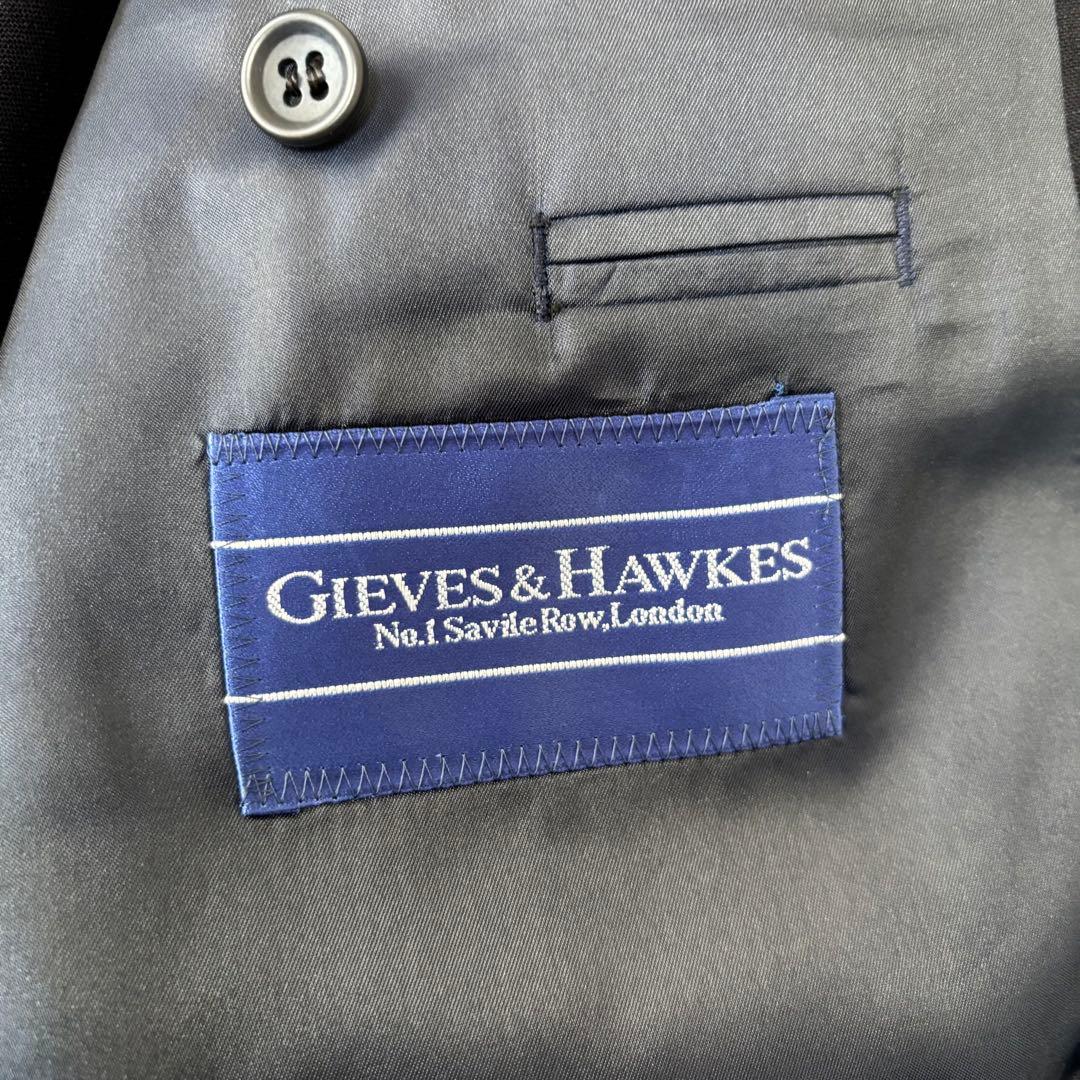 GIEVES & HAWKES
No.1 Savile Row, London